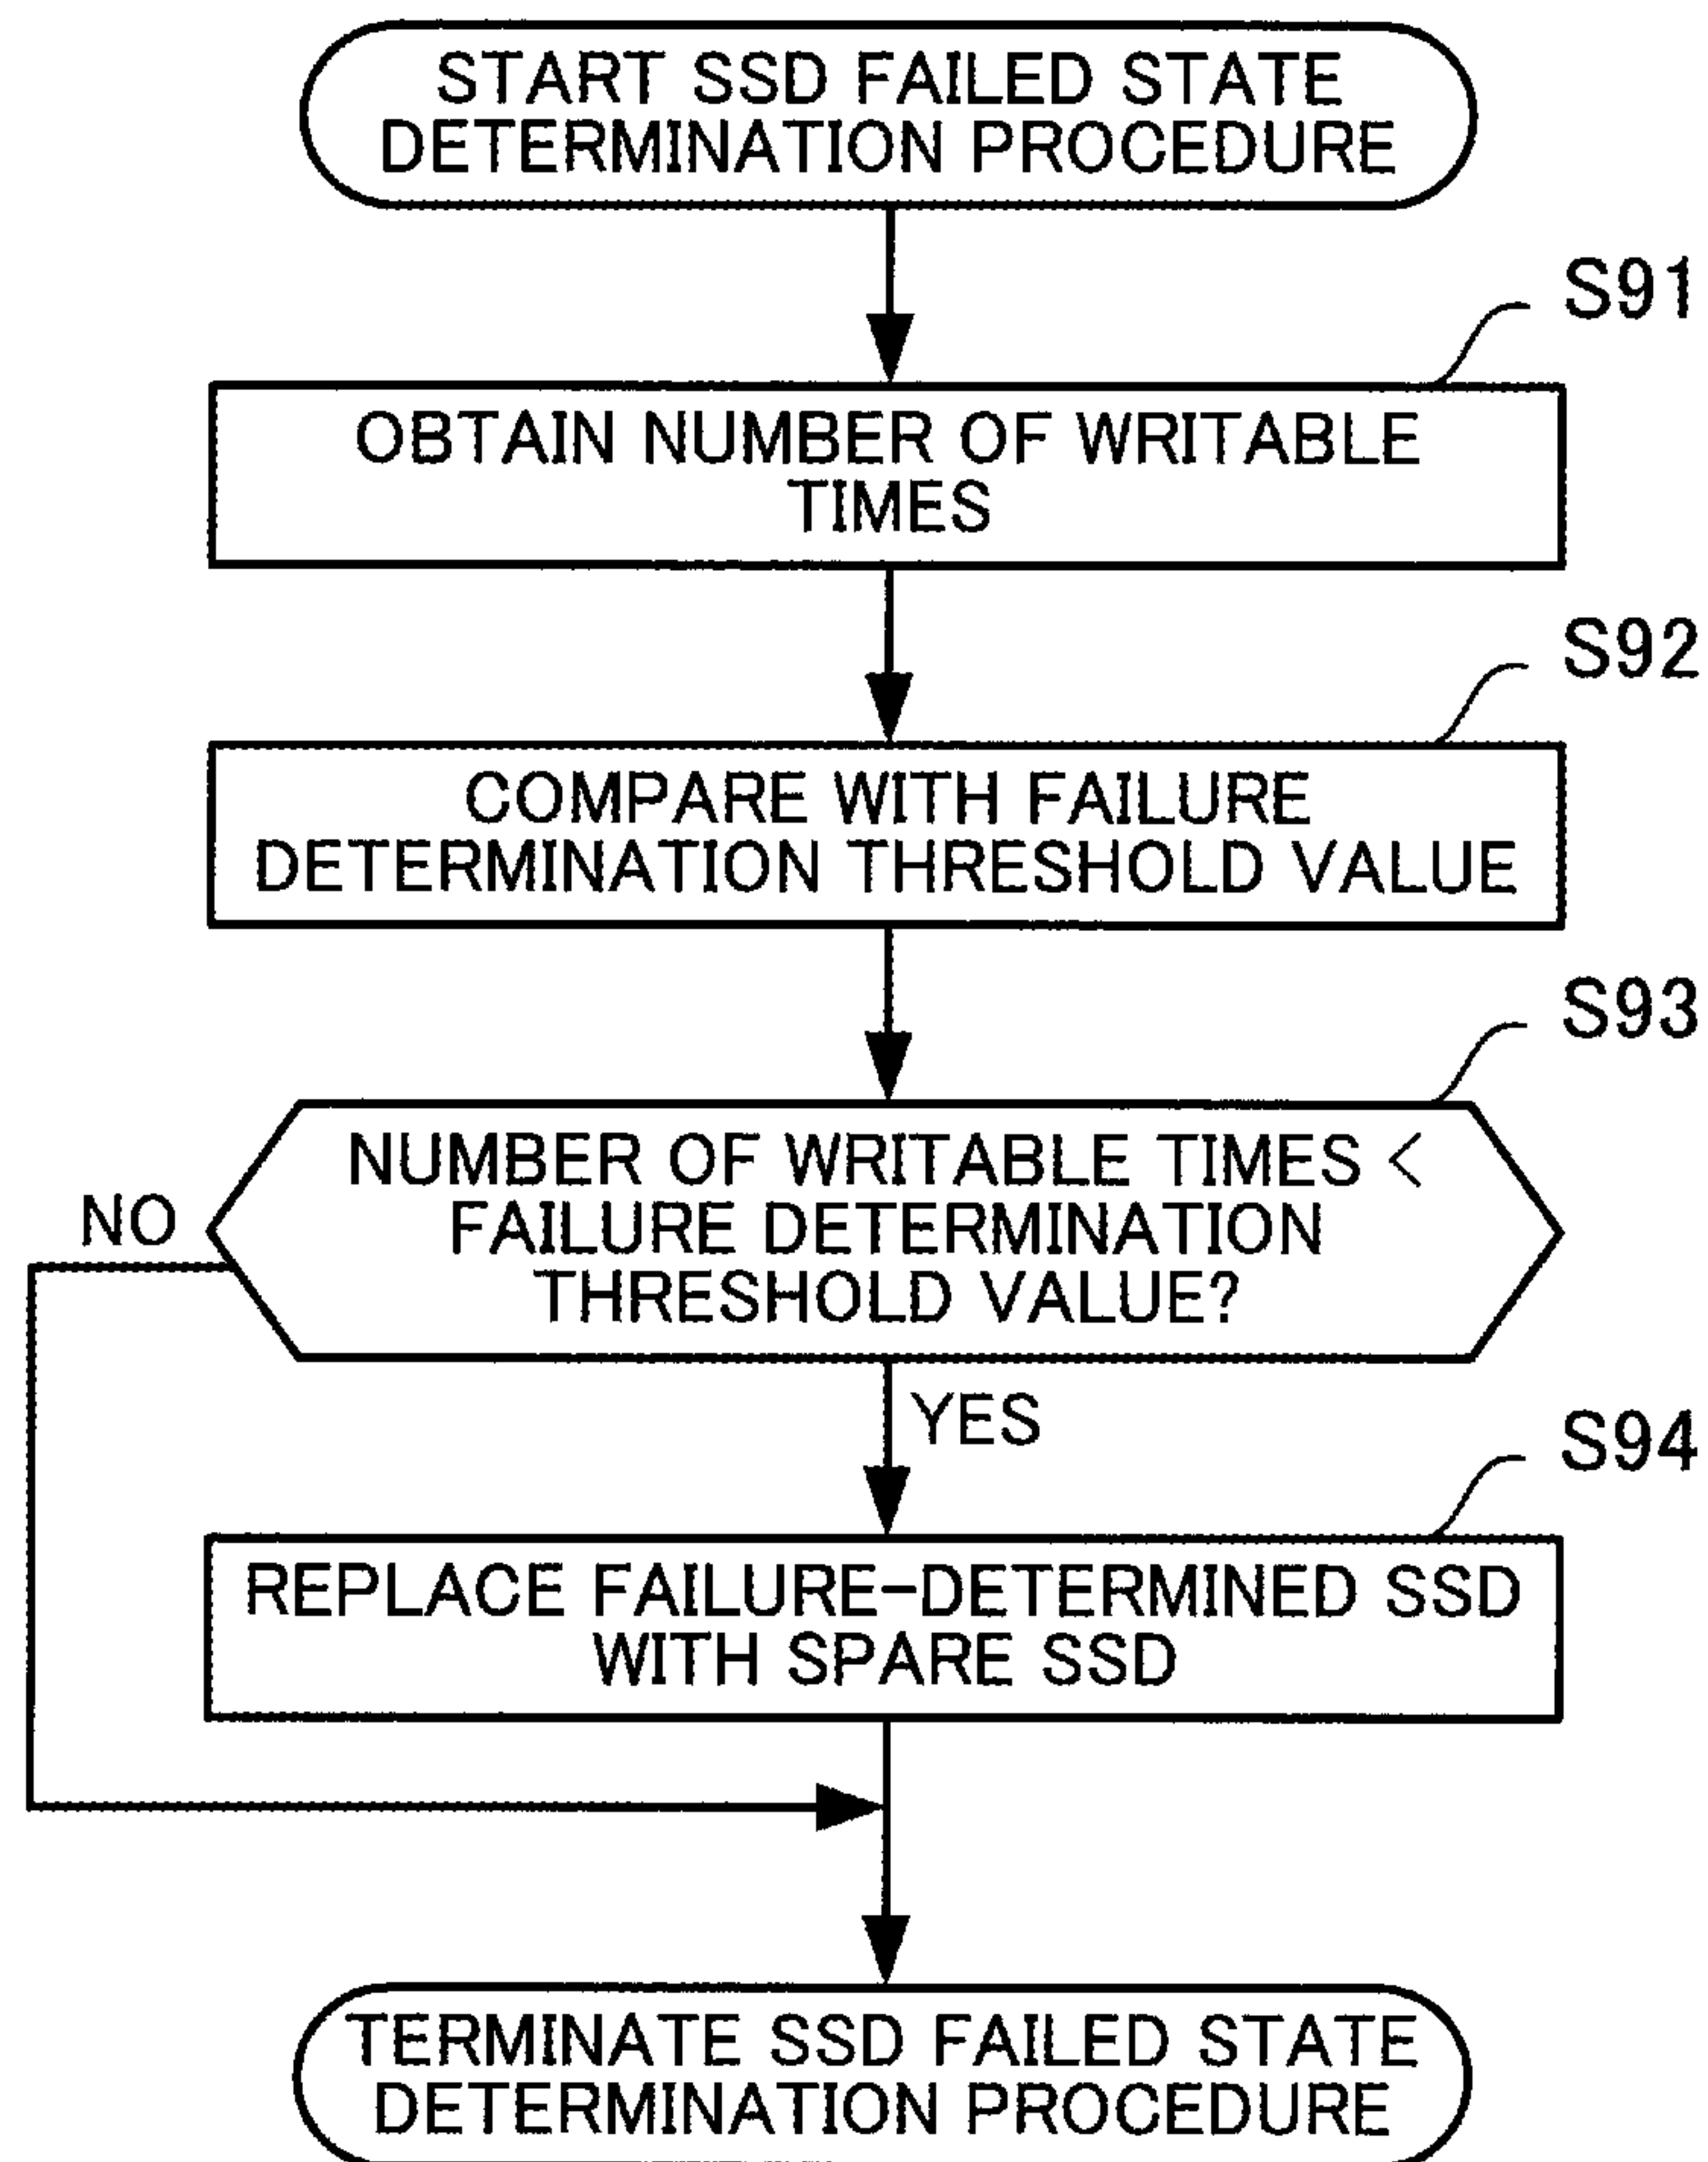 START SSD FAILED STATE
DETERMINATION PROCEDURE
S91
OBTAIN NUMBER OF WRITABLE
TIMES
S92
COMPARE WITH FAILURE
DETERMINATION THRESHOLD VALUE
S93
NUMBER OF WRITABLE TIMES <
FAILURE DETERMINATION
THRESHOLD VALUE?
NO
YES
S94
REPLACE FAILURE-DETERMINED SSD
WITH SPARE SSD
TERMINATE SSD FAILED STATE
DETERMINATION PROCEDURE